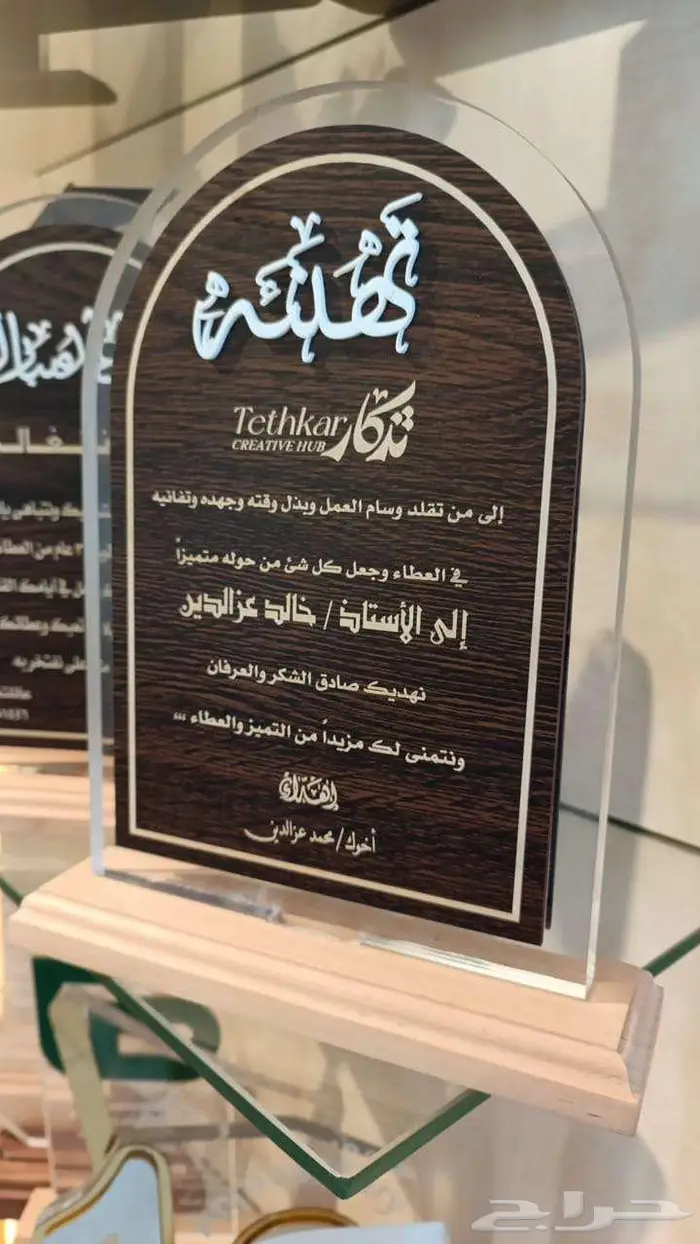 تهنئه
Tethkar تذكار
CREATIVE HUB
إلى من تقلد وسام العمل وبذل وقته وجهده وتفانيه
في العطاء وجعل كل شئ من حوله متميزاً
إلى الأستاذ / خالد عزالدين
نهديك صادق الشكر والعرفان
ونتمنى لك مزيداً من التميز والعطاء ،،،
إهداء
أخوك/محمد عزالدين
حراج